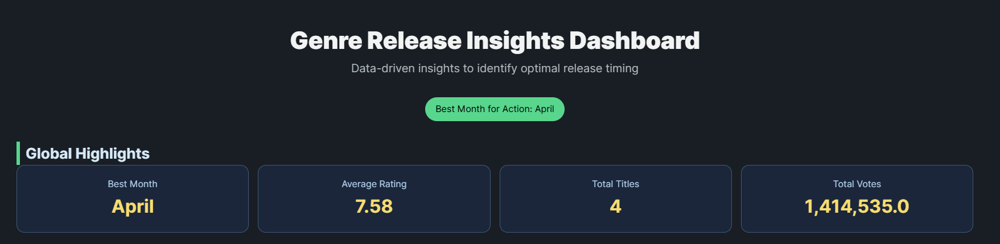 Genre Release Insights Dashboard
Data-driven insights to identify optimal release timing
Best Month for Action: April
Global Highlights
Best Month
April
Average Rating
7.58
Total Titles
4
Total Votes
1,414,535.0